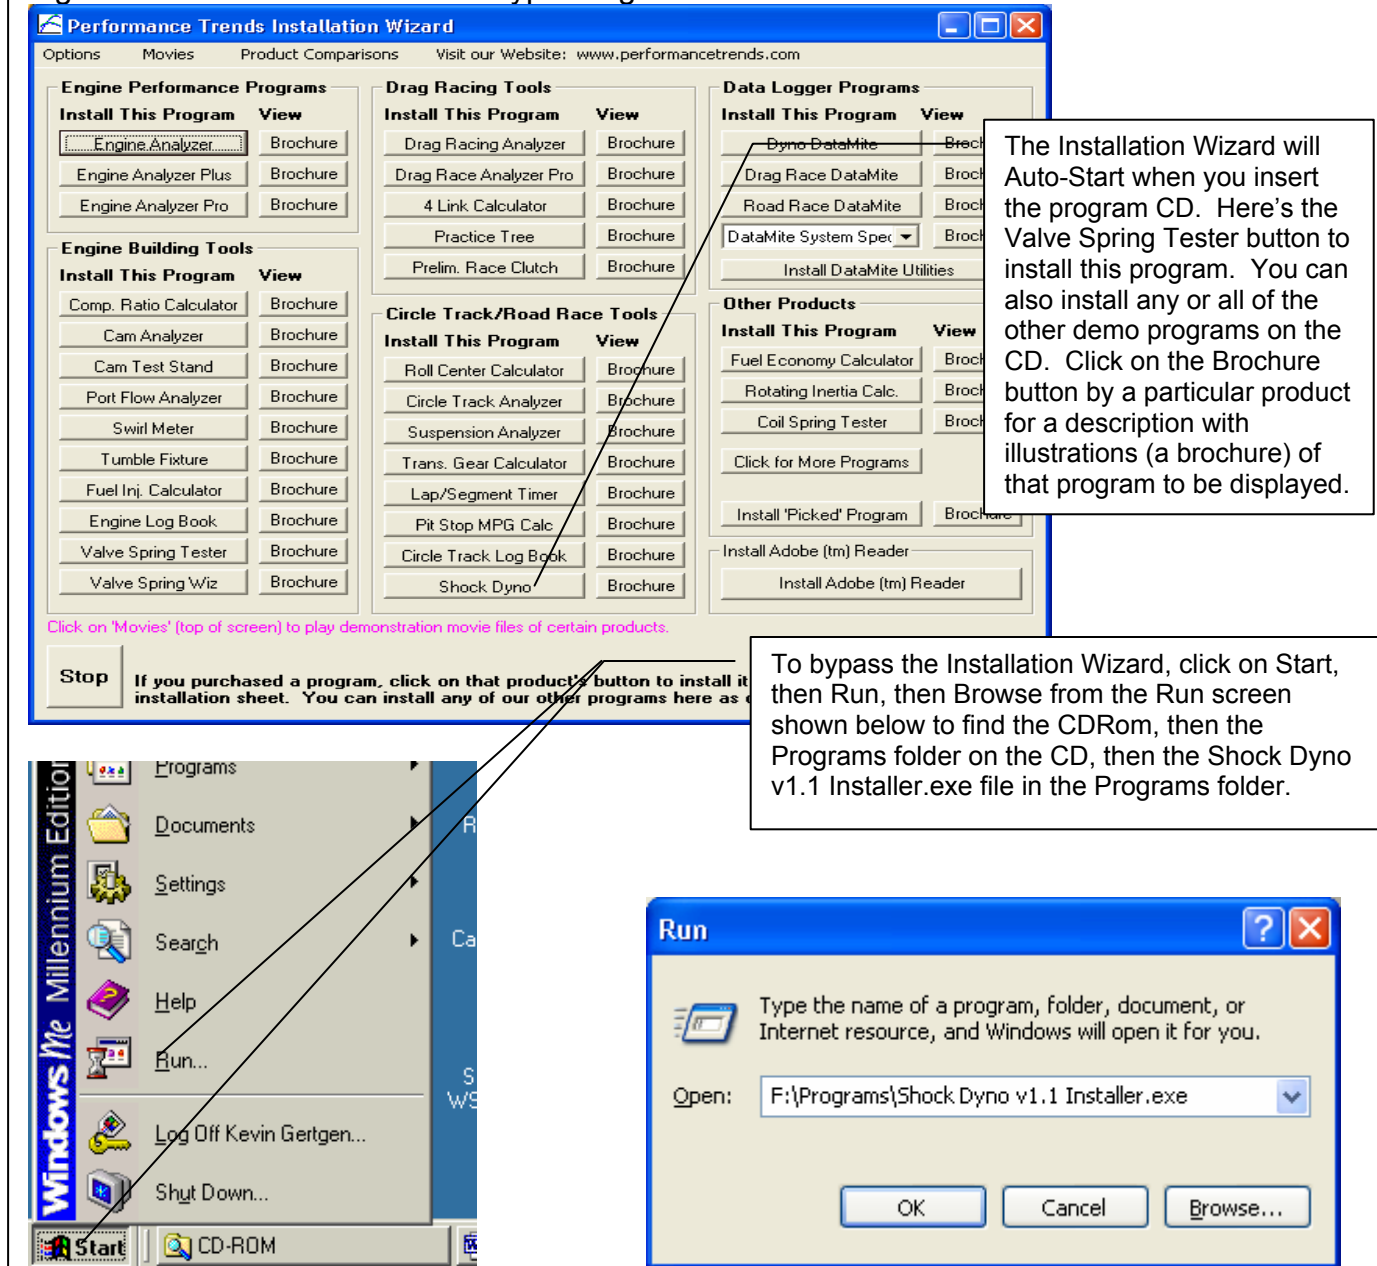 Performance Trends Installation Wizard
Options Movies Product Comparisons Visit our Website: www.performancetrends.com
Engine Performance Programs
Install This Program View
Engine Analyzer Brochure
Engine Analyzer Plus Brochure
Engine Analyzer Pro Brochure
Engine Building Tools
Install This Program View
Comp. Ratio Calculator Brochure
Cam Analyzer Brochure
Cam Test Stand Brochure
Port Flow Analyzer Brochure
Swirl Meter Brochure
Tumble Fixture Brochure
Fuel Inj. Calculator Brochure
Engine Log Book Brochure
Valve Spring Tester Brochure
Valve Spring Wiz Brochure
Drag Racing Tools
Install This Program View
Drag Racing Analyzer Brochure
Drag Race Analyzer Pro Brochure
4 Link Calculator Brochure
Practice Tree Brochure
Prelim. Race Clutch Brochure
Circle Track/Road Race Tools
Install This Program View
Roll Center Calculator Brochure
Circle Track Analyzer Brochure
Suspension Analyzer Brochure
Trans. Gear Calculator Brochure
Lap/Segment Timer Brochure
Pit Stop MPG Calc Brochure
Circle Track Log Book Brochure
Shock Dyno Brochure
Data Logger Programs
Install This Program View
Dyno DataMite Broch
Drag Race DataMite Broch
Road Race DataMite Broch
DataMite System Spec Broch
Install DataMite Utilities
Other Products
Install This Program View
Fuel Economy Calculator Broch
Rotating Inertia Calc. Broch
Coil Spring Tester Broch
Click for More Programs
Install 'Picked' Program Brochure
Install Adobe (tm) Reader
Install Adobe (tm) Reader
Click on 'Movies' (top of screen) to play demonstration movie files of certain products.
Stop
If you purchased a program, click on that product's button to install it
installation sheet. You can install any of our other programs here as
The Installation Wizard will
Auto-Start when you insert
the program CD. Here's the
Valve Spring Tester button to
install this program. You can
also install any or all of the
other demo programs on the
CD. Click on the Brochure
button by a particular product
for a description with
illustrations (a brochure) of
that program to be displayed.
To bypass the Installation Wizard, click on Start,
then Run, then Browse from the Run screen
shown below to find the CDRom, then the
Programs folder on the CD, then the Shock Dyno
v1.1 Installer.exe file in the Programs folder.
Windows Me Millennium Edition
Programs
Documents
Settings
Search
Help
Run...
Log Off Kevin Gertgen...
Shut Down...
Start CD-ROM
R
Ca
S
WS
Run
Type the name of a program, folder, document, or
Internet resource, and Windows will open it for you.
Open: F:\Programs\Shock Dyno v1.1 Installer.exe
OK Cancel Browse...